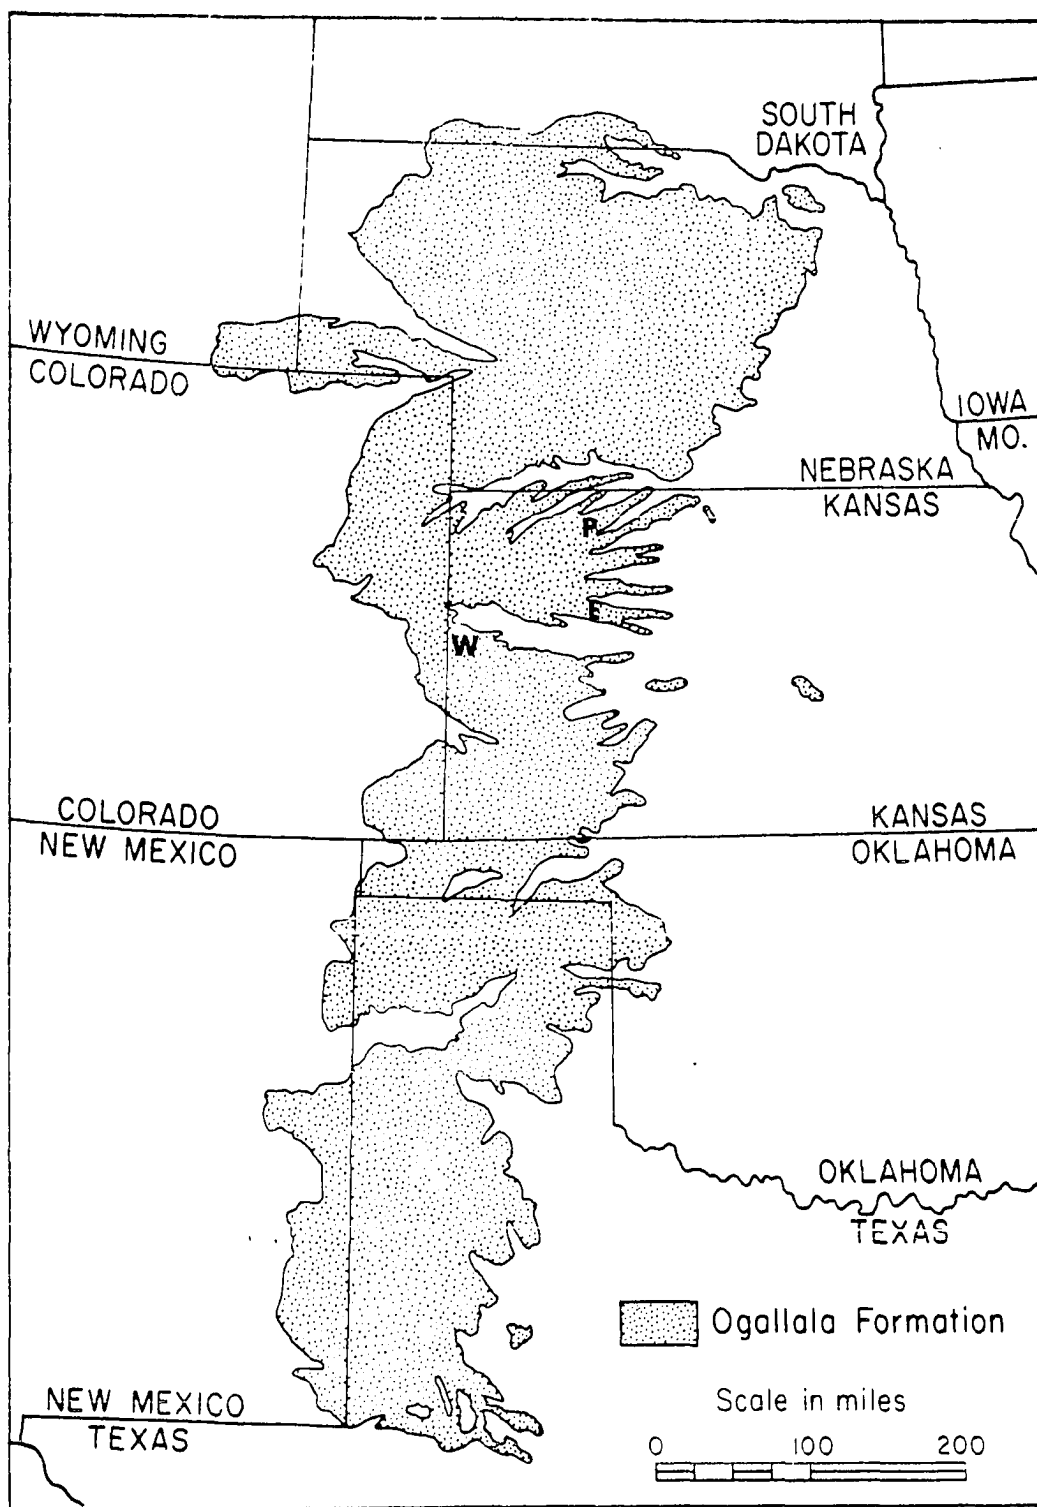 SOUTH
DAKOTA
WYOMING
COLORADO
IOWA
MO.
NEBRASKA
KANSAS
R
E
W
COLORADO
NEW MEXICO
KANSAS
OKLAHOMA
OKLAHOMA
TEXAS
Ogallala Formation
NEW MEXICO
TEXAS
Scale in miles
0 100 200